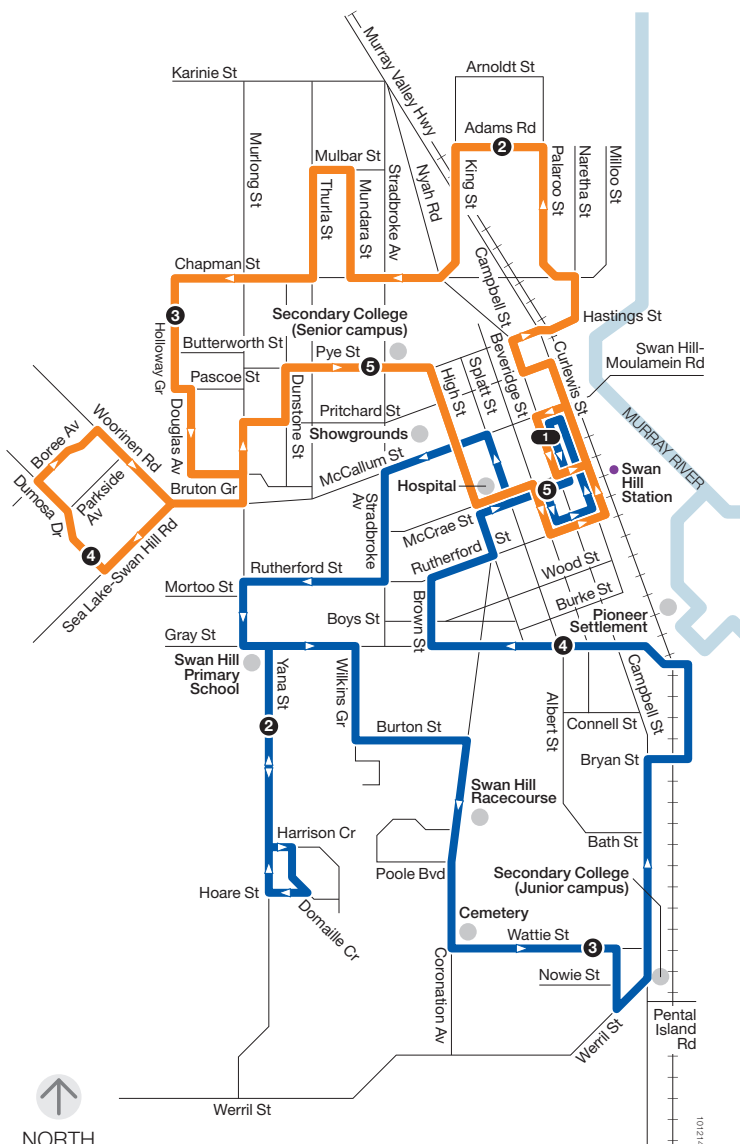 Arnoldt St
Karinie St
Murray Valley Hwy
Adams Rd
2
Murlong St
Mulbar St
Stradbroke Av
Nyah Rd
King St
Palaroo St
Naretha St
Milloo St
Thurla St
Mundara St
Chapman St
Campbell St
3
Secondary College
(Senior campus)
Hastings St
Holloway Gr
Butterworth St
Pye St
5
Beveridge St
Curlewis St
Swan Hill-
Moulamein Rd
Pascoe St
Dunstone St
High St
Splatt St
Douglas Av
Pritchard St
Boree Av
Woorinen Rd
Showgrounds
1
MURRAY RIVER
McCallum St
Parkside
Av
Bruton Gr
Hospital
5
Swan
Hill
Station
Dumosa Dr
Stradbroke
Av
McCrae St
4
Sea Lake-Swan Hill Rd
Rutherford St
Rutherford St
Wood St
Mortoo St
Brown St
Burke St
Boys St
Pioneer
Settlement
Gray St
4
Swan Hill
Primary
School
Yana St
Wilkins Gr
Campbell St
Albert St
Connell St
2
Burton St
Bryan St
Swan Hill
Racecourse
Harrison Cr
Bath St
Poole Bvd
Secondary College
(Junior campus)
Hoare St
Domaille Cr
Cemetery
Wattie St
3
Coronation Av
Nowie St
Werril St
Pental
Island
Rd
Werril St
NORTH
101214